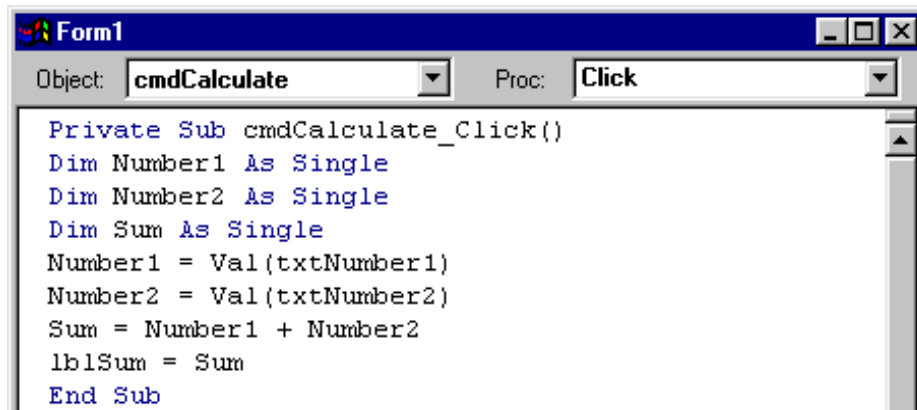 Form1
Object: cmdCalculate Proc: Click
Private Sub cmdCalculate_Click()
Dim Number1 As Single
Dim Number2 As Single
Dim Sum As Single
Number1 = Val(txtNumber1)
Number2 = Val(txtNumber2)
Sum = Number1 + Number2
lblSum = Sum
End Sub